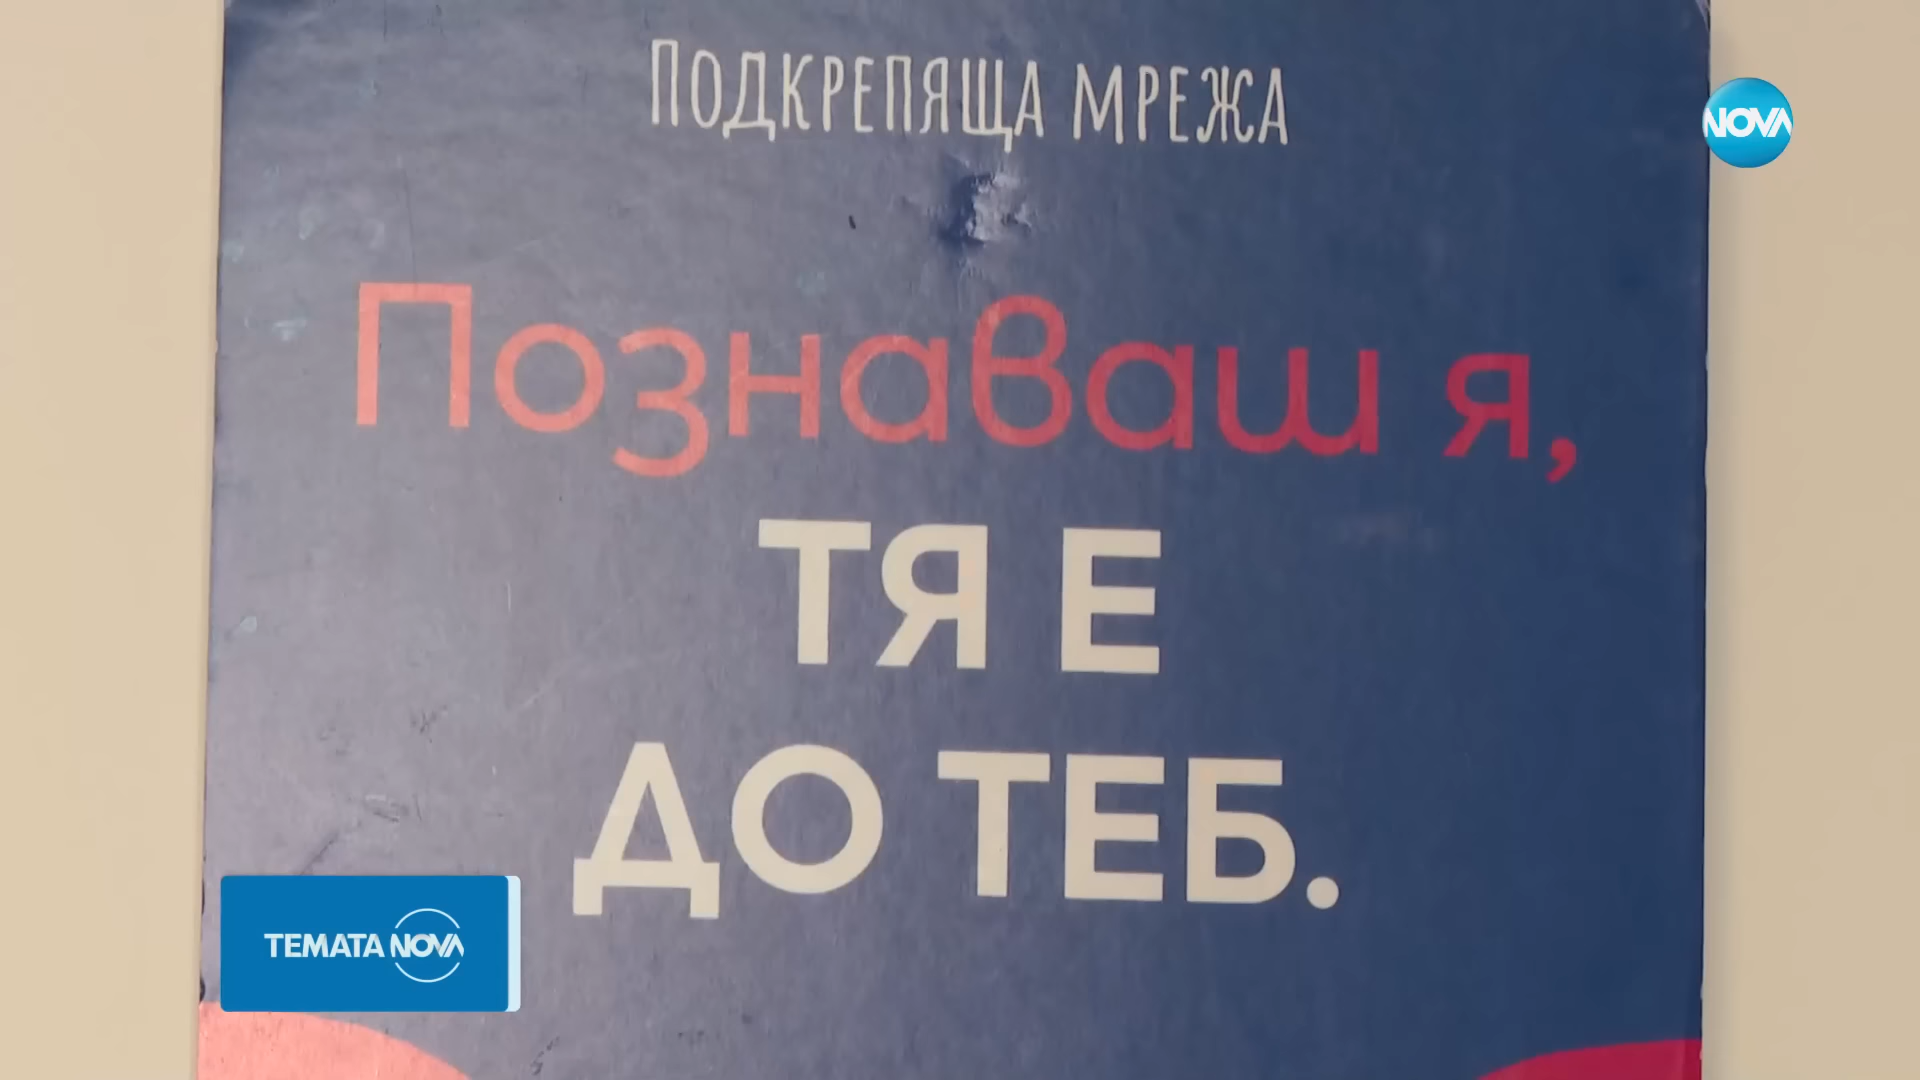 ПОДКРЕПЯЩА МРЕЖА
NOVA
Познаваш я,
ТЯ Е
ДО ТЕБ.
ТЕМАТА NOVA